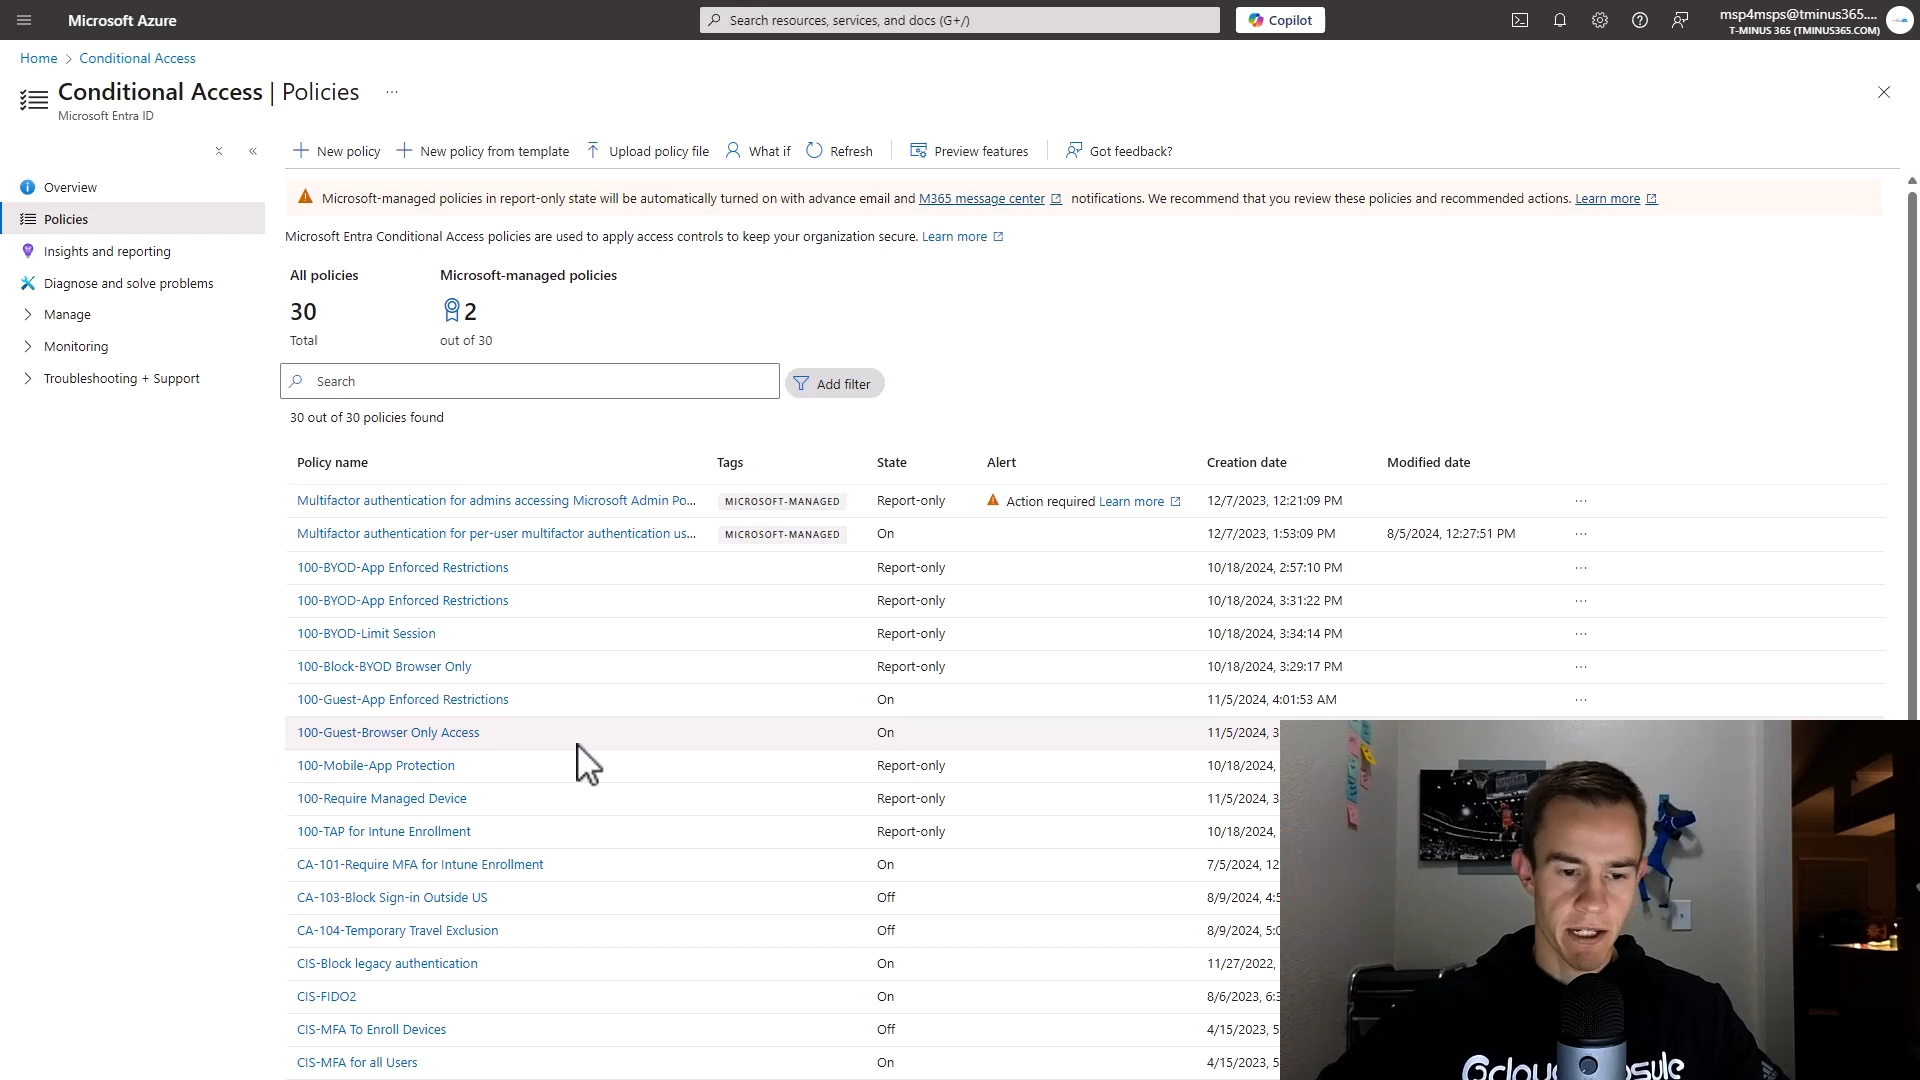 Microsoft Azure
Search resources, services, and docs (G+/)
Copilot
msp4msps@tminus365....
T-MINUS 365 (TMINUS365.COM)
Home > Conditional Access
Conditional Access | Policies ...
Microsoft Entra ID
New policy
New policy from template
Upload policy file
What if
Refresh
Preview features
Got feedback?
Overview
Policies
Insights and reporting
Diagnose and solve problems
Manage
Monitoring
Troubleshooting + Support
Microsoft-managed policies in report-only state will be automatically turned on with advance email and M365 message center notifications. We recommend that you review these policies and recommended actions. Learn more
Microsoft Entra Conditional Access policies are used to apply access controls to keep your organization secure. Learn more
All policies
30
Total
Microsoft-managed policies
2
out of 30
Search
Add filter
30 out of 30 policies found
Policy name Tags State Alert Creation date Modified date
Multifactor authentication for admins accessing Microsoft Admin Po... MICROSOFT-MANAGED Report-only Action required Learn more 12/7/2023, 12:21:09 PM ...
Multifactor authentication for per-user multifactor authentication us... MICROSOFT-MANAGED On 12/7/2023, 1:53:09 PM 8/5/2024, 12:27:51 PM ...
100-BYOD-App Enforced Restrictions Report-only 10/18/2024, 2:57:10 PM ...
100-BYOD-App Enforced Restrictions Report-only 10/18/2024, 3:31:22 PM ...
100-BYOD-Limit Session Report-only 10/18/2024, 3:34:14 PM ...
100-Block-BYOD Browser Only Report-only 10/18/2024, 3:29:17 PM ...
100-Guest-App Enforced Restrictions On 11/5/2024, 4:01:53 AM ...
100-Guest-Browser Only Access On 11/5/2024, 3
100-Mobile-App Protection Report-only 10/18/2024,
100-Require Managed Device Report-only 11/5/2024, 3
100-TAP for Intune Enrollment Report-only 10/18/2024,
CA-101-Require MFA for Intune Enrollment On 7/5/2024, 12
CA-103-Block Sign-in Outside US Off 8/9/2024, 4:5
CA-104-Temporary Travel Exclusion Off 8/9/2024, 5:0
CIS-Block legacy authentication On 11/27/2022,
CIS-FIDO2 On 8/6/2023, 6:3
CIS-MFA To Enroll Devices Off 4/15/2023, 5
CIS-MFA for all Users On 4/15/2023, 5